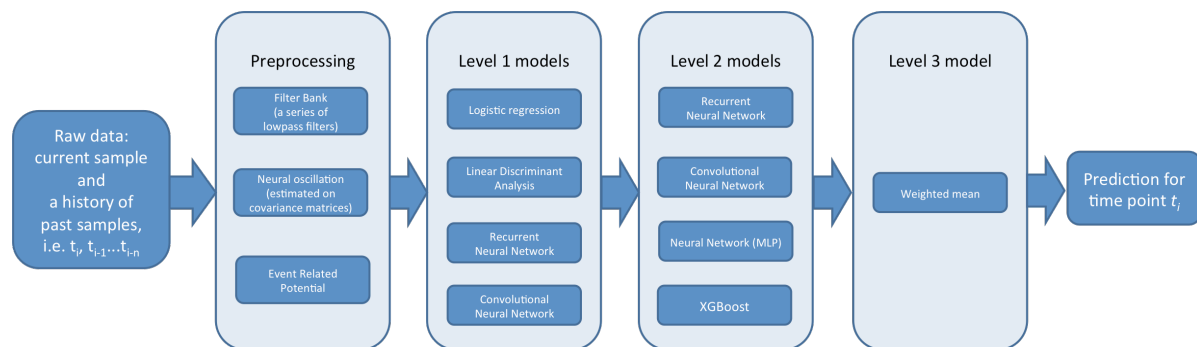 Raw data:
current sample
and
a history of
past samples,
i.e. tᵢ, tᵢ₋₁...tᵢ₋ₙ
Preprocessing
Filter Bank
(a series of
lowpass filters)
Neural oscillation
(estimated on
covariance matrices)
Event Related
Potential
Level 1 models
Logistic regression
Linear Discriminant
Analysis
Recurrent
Neural Network
Convolutional
Neural Network
Level 2 models
Recurrent
Neural Network
Convolutional
Neural Network
Neural Network (MLP)
XGBoost
Level 3 model
Weighted mean
Prediction for
time point tᵢ